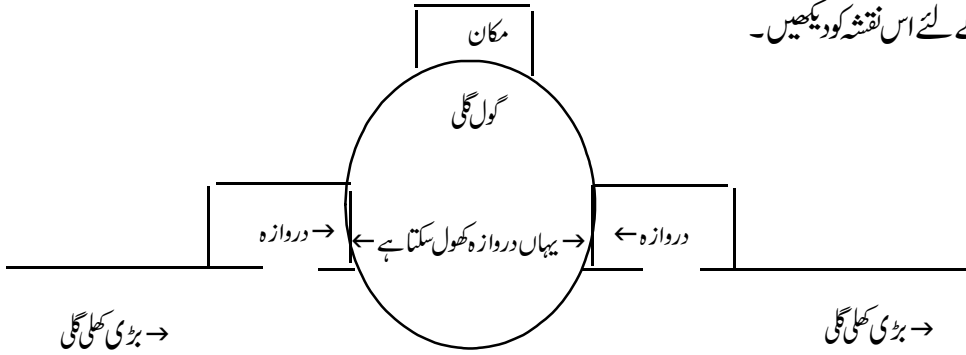 لئے اس نقشہ کو دیکھیں ۔
مکان
گول گلی
دروازہ ←
→ یہاں دروازہ کھول سکتا ہے ←
→ دروازہ
← بڑی کھلی گلی
← بڑی کھلی گلی